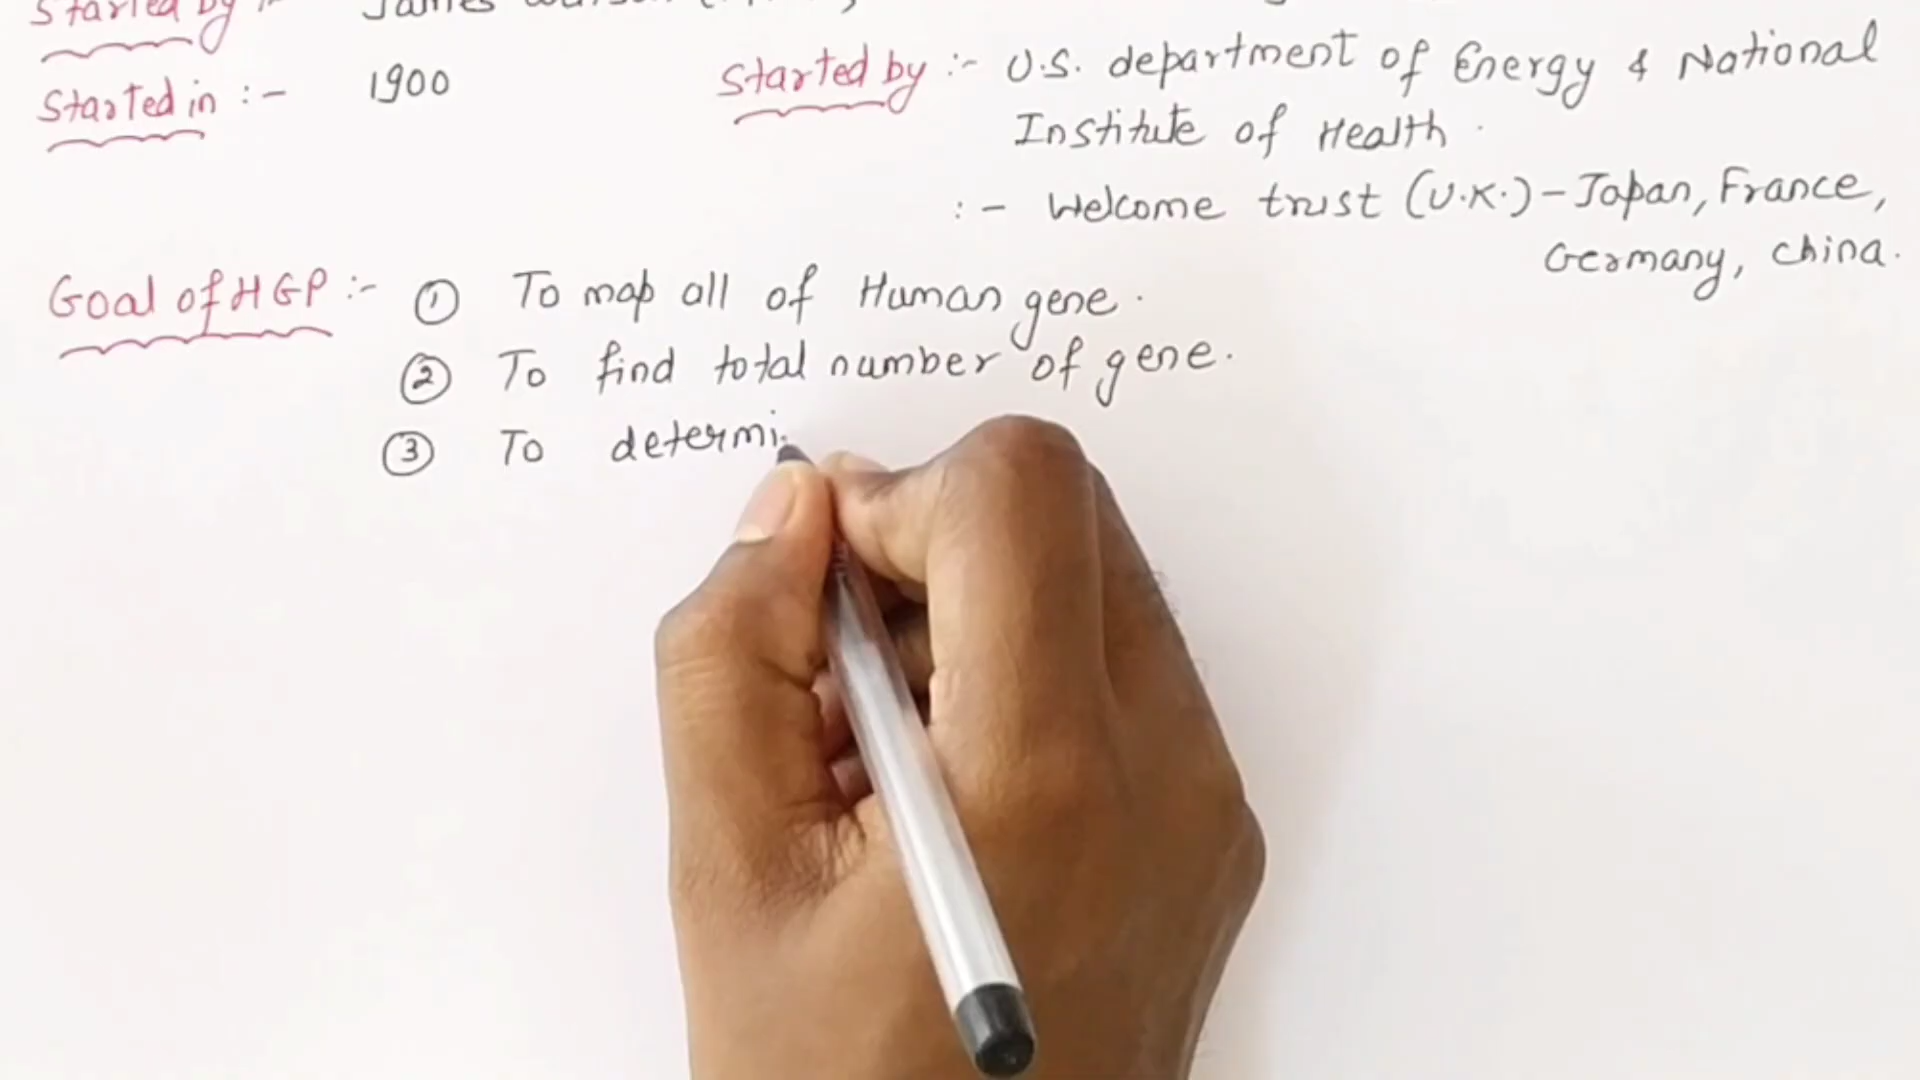 Started by :-
Started in :- 1900
Started by :- U.S. department of Energy & National
Institute of Health.
:- Welcome trust (U.K.) - Japan, France,
Germany, China.
Goal of HGP :- ① To map all of Human gene.
② To find total number of gene.
③ To determi